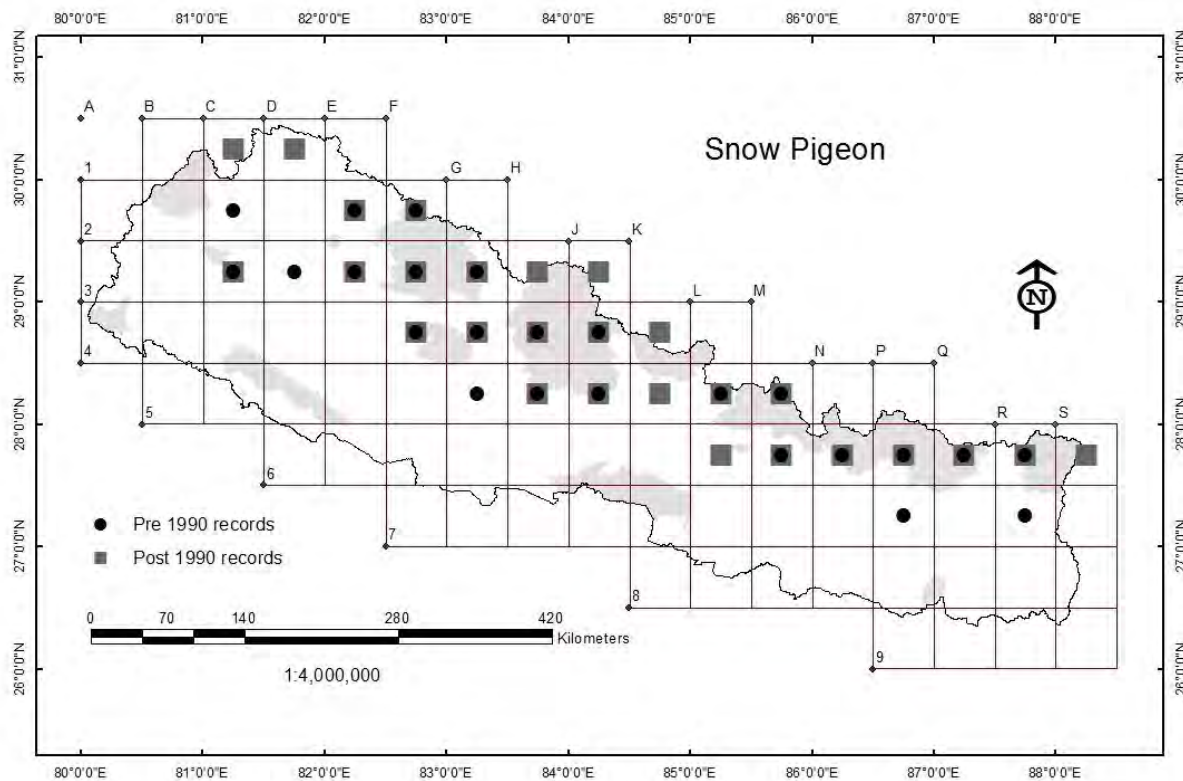 80°0'0"E 81°0'0"E 82°0'0"E 83°0'0"E 84°0'0"E 85°0'0"E 86°0'0"E 87°0'0"E 88°0'0"E
31°0'0"N
31°0'0"N
A B C D E F
Snow Pigeon
30°0'0"N
1
G H
30°0'0"N
2
J K
29°0'0"N
3
L M
N
29°0'0"N
4
N P Q
28°0'0"N
5
R S
28°0'0"N
6
Pre 1990 records
27°0'0"N
7
27°0'0"N
Post 1990 records
8
0 70 140 280 420
Kilometers
26°0'0"N
9
26°0'0"N
1:4,000,000
80°0'0"E 81°0'0"E 82°0'0"E 83°0'0"E 84°0'0"E 85°0'0"E 86°0'0"E 87°0'0"E 88°0'0"E